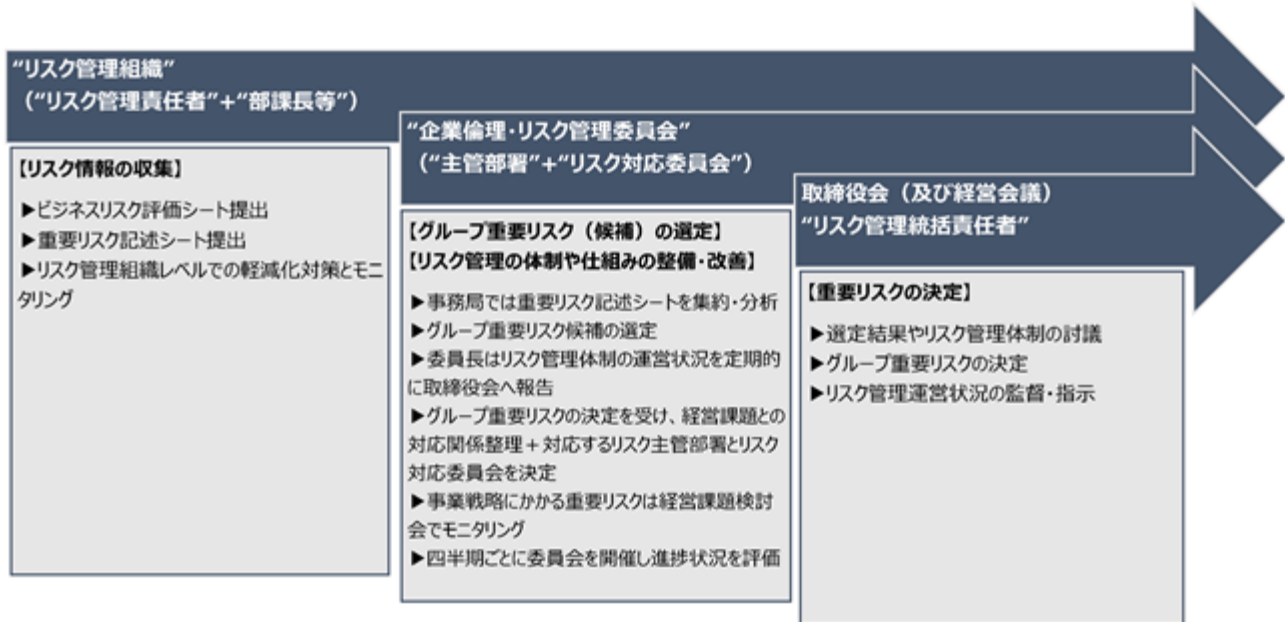 “リスク管理組織”
（“リスク管理責任者”+“部課長等”）
【リスク情報の収集】
▶ビジネスリスク評価シート提出
▶重要リスク記述シート提出
▶リスク管理組織レベルでの軽減化対策とモニ
タリング
“企業倫理・リスク管理委員会”
（“主管部署”+“リスク対応委員会”）
【グループ重要リスク（候補）の選定】
【リスク管理の体制や仕組みの整備・改善】
▶事務局では重要リスク記述シートを集約・分析
▶グループ重要リスク候補の選定
▶委員長はリスク管理体制の運営状況を定期的
に取締役会へ報告
▶グループ重要リスクの決定を受け、経営課題との
対応関係整理＋対応するリスク主管部署とリスク
対応委員会を決定
▶事業戦略にかかる重要リスクは経営課題検討
会でモニタリング
▶四半期ごとに委員会を開催し進捗状況を評価
取締役会（及び経営会議）
“リスク管理統括責任者”
【重要リスクの決定】
▶選定結果やリスク管理体制の討議
▶グループ重要リスクの決定
▶リスク管理運営状況の監督・指示